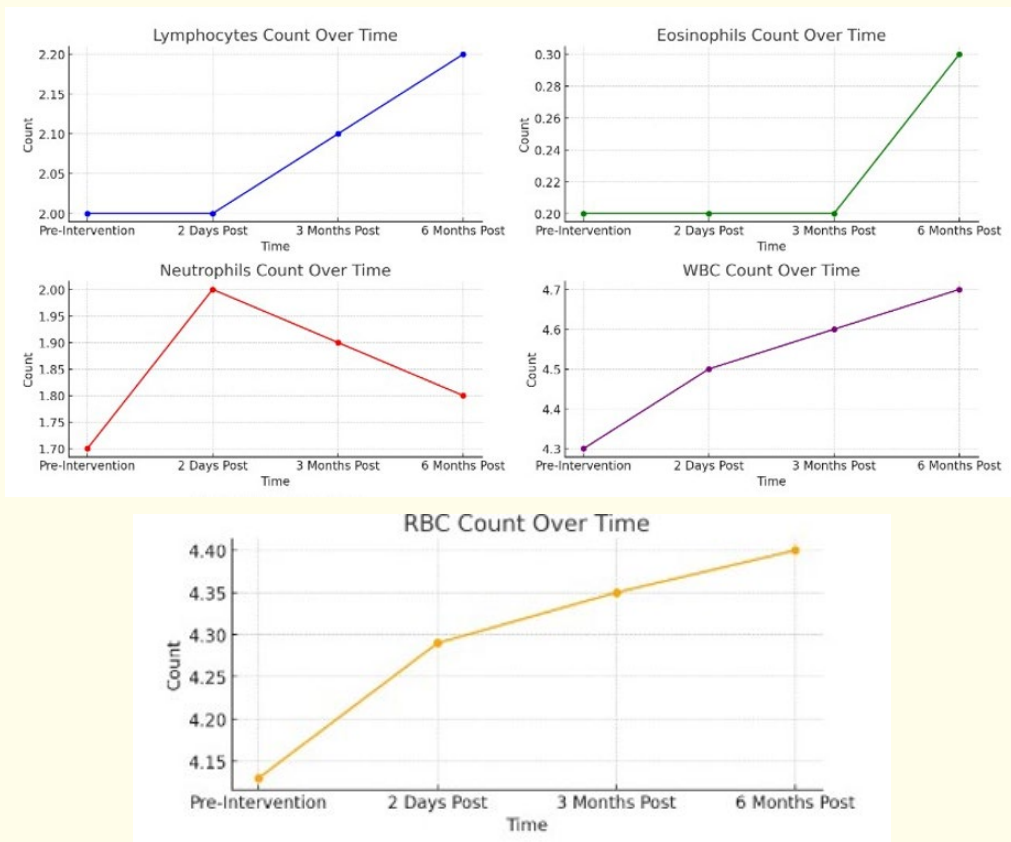 Lymphocytes Count Over Time
2.20
2.15
2.10
2.05
2.00
Count
Pre-Intervention 2 Days Post 3 Months Post 6 Months Post
Time
Eosinophils Count Over Time
0.30
0.28
0.26
0.24
0.22
0.20
Count
Pre-Intervention 2 Days Post 3 Months Post 6 Months Post
Time
Neutrophils Count Over Time
2.00
1.95
1.90
1.85
1.80
1.75
1.70
Count
Pre-Intervention 2 Days Post 3 Months Post 6 Months Post
Time
WBC Count Over Time
4.7
4.6
4.5
4.4
4.3
Count
Pre-Intervention 2 Days Post 3 Months Post 6 Months Post
Time
RBC Count Over Time
4.40
4.35
4.30
4.25
4.20
4.15
Count
Pre-Intervention 2 Days Post 3 Months Post 6 Months Post
Time